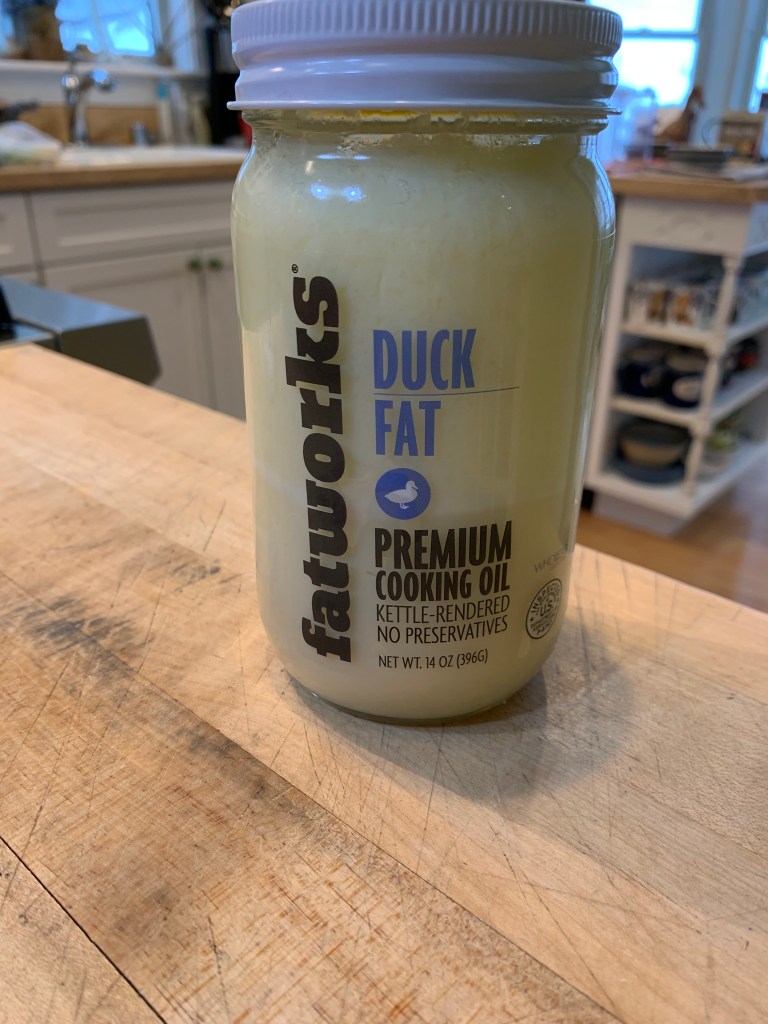 fatworks®
DUCK
FAT
PREMIUM
COOKING OIL
KETTLE-RENDERED
NO PRESERVATIVES
NET WT. 14 OZ (396G)
U.S.